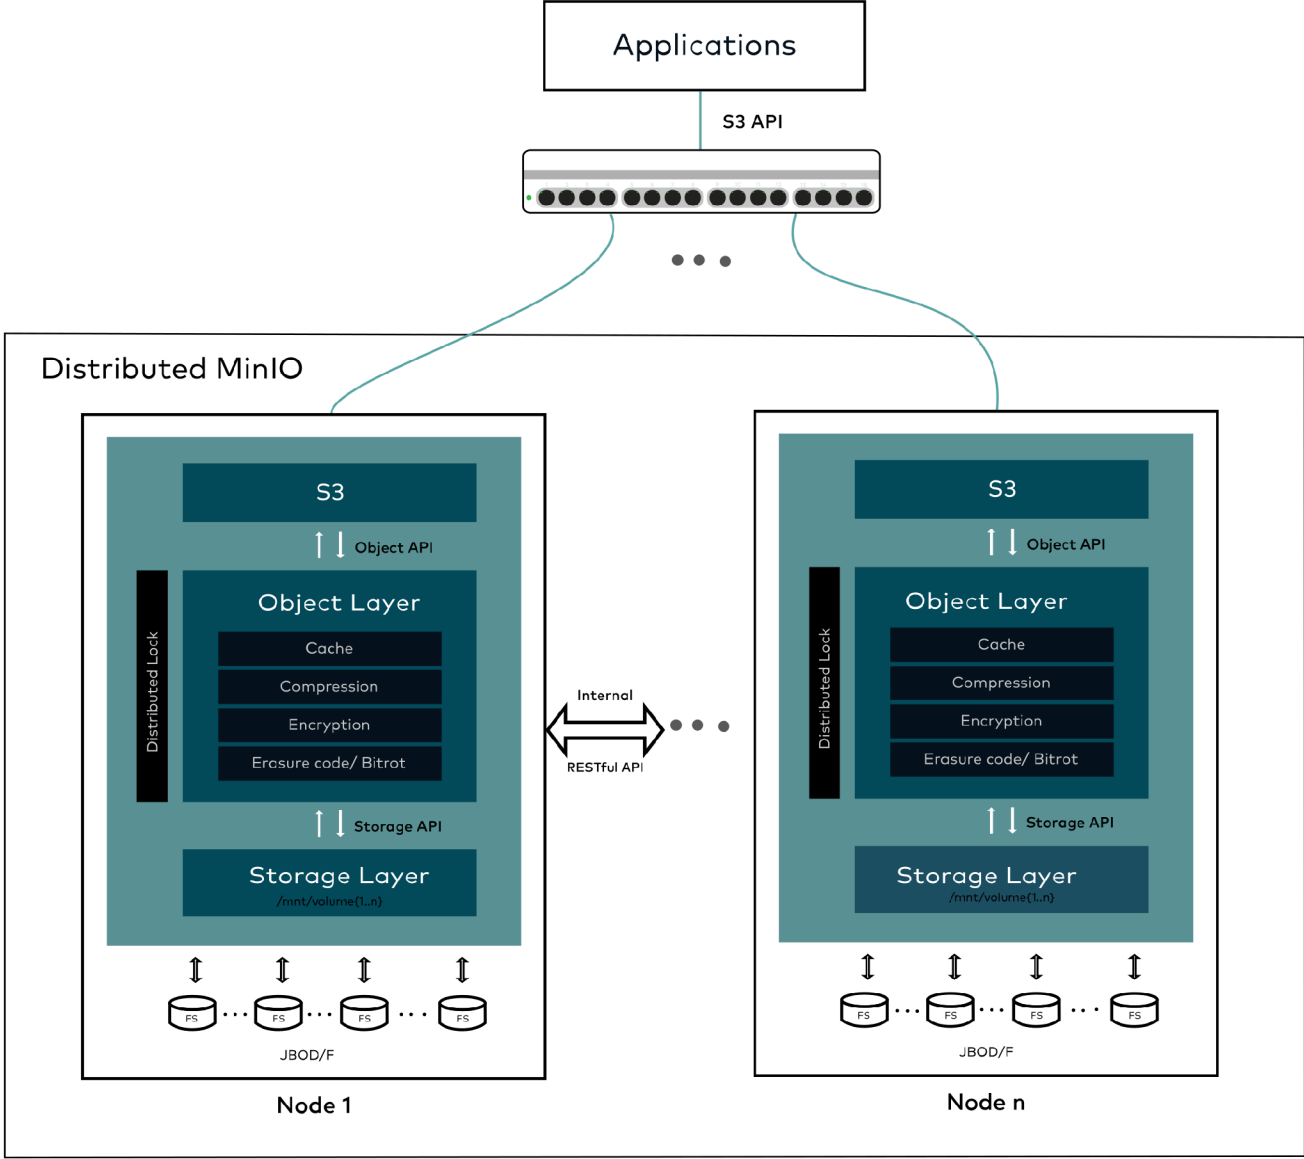 Applications
S3 API
Distributed MinIO
S3
Object API
Distributed Lock
Object Layer
Cache
Compression
Encryption
Erasure code/ Bitrot
Storage API
Storage Layer
/mnt/volume{1..n}
FS
FS
FS
FS
JBOD/F
Node 1
Internal
RESTful API
S3
Object API
Distributed Lock
Object Layer
Cache
Compression
Encryption
Erasure code/ Bitrot
Storage API
Storage Layer
/mnt/volume{1..n}
FS
FS
FS
FS
JBOD/F
Node n